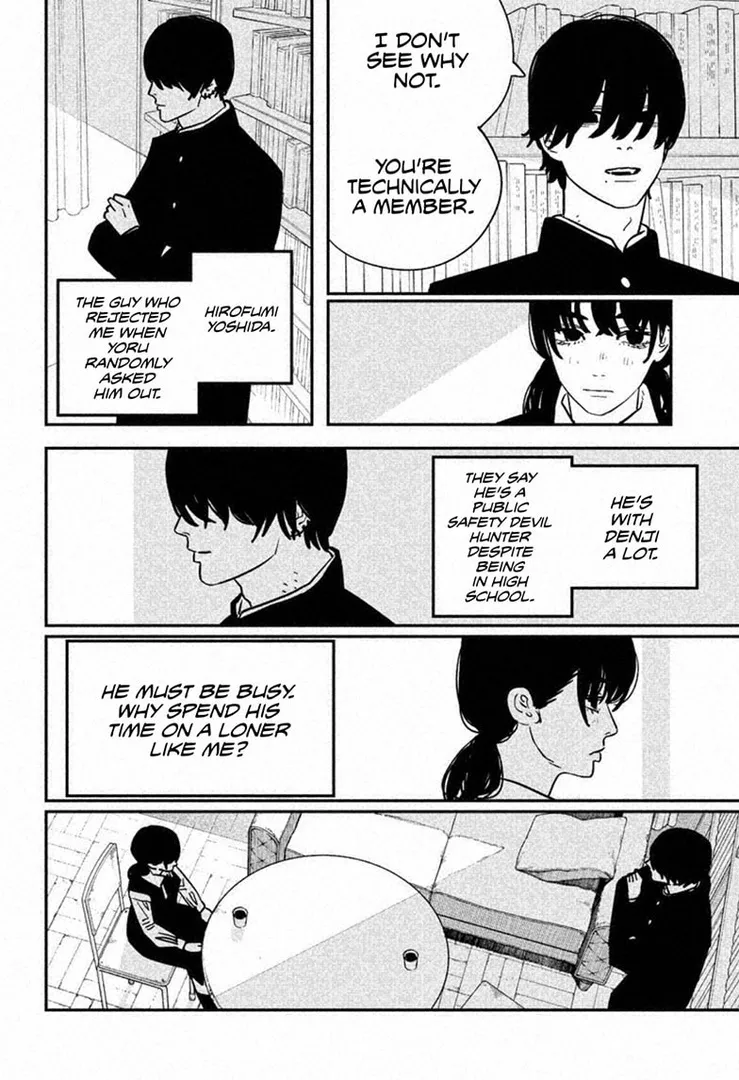 I DON'T
SEE WHY
NOT.
YOU'RE
TECHNICALLY
A MEMBER.
HIROFUMI
YOSHIDA.
THE GUY WHO
REJECTED
ME WHEN
YORU
RANDOMLY
ASKED
HIM OUT.
HE'S
WITH
DENJI
A LOT.
THEY SAY
HE'S A
PUBLIC
SAFETY DEVIL
HUNTER
DESPITE
BEING
IN HIGH
SCHOOL.
HE MUST BE BUSY.
WHY SPEND HIS
TIME ON A LONER
LIKE ME?